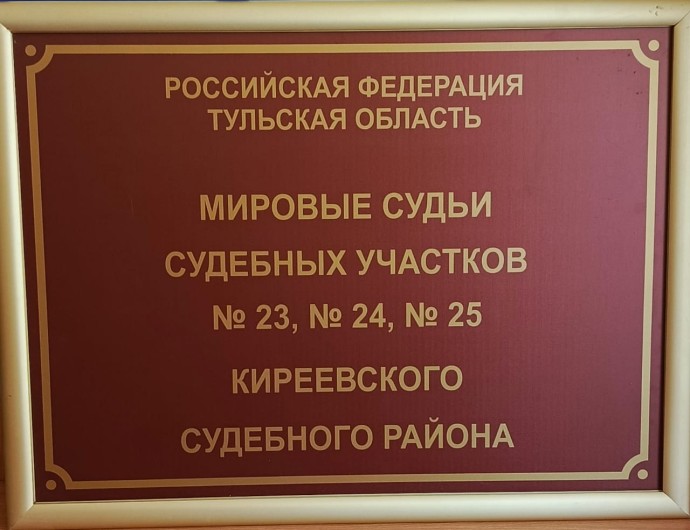 РОССИЙСКАЯ ФЕДЕРАЦИЯ
ТУЛЬСКАЯ ОБЛАСТЬ
МИРОВЫЕ СУДЬИ
СУДЕБНЫХ УЧАСТКОВ
№ 23, № 24, № 25
КИРЕЕВСКОГО
СУДЕБНОГО РАЙОНА